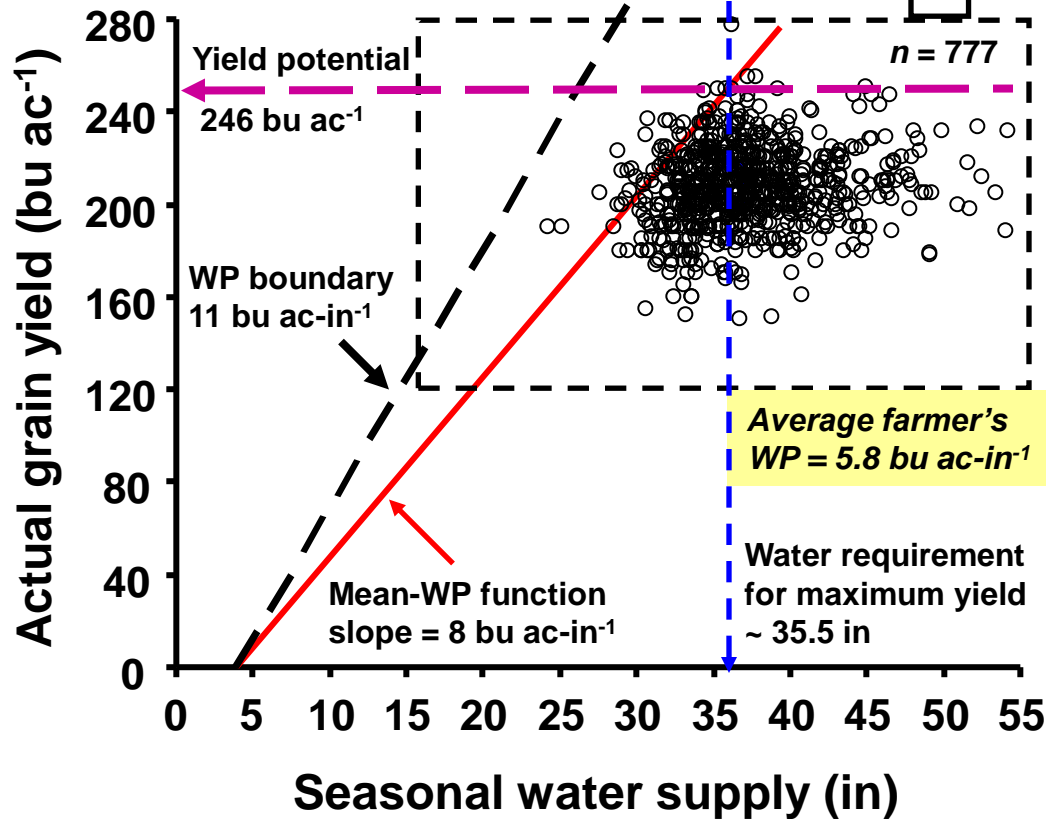 Actual grain yield (bu ac⁻¹)
280
240
200
160
120
80
40
0
Yield potential
246 bu ac⁻¹
n = 777
WP boundary
11 bu ac-in⁻¹
Average farmer's
WP = 5.8 bu ac-in⁻¹
Mean-WP function
slope = 8 bu ac-in⁻¹
Water requirement
for maximum yield
~ 35.5 in
0 5 10 15 20 25 30 35 40 45 50 55
Seasonal water supply (in)